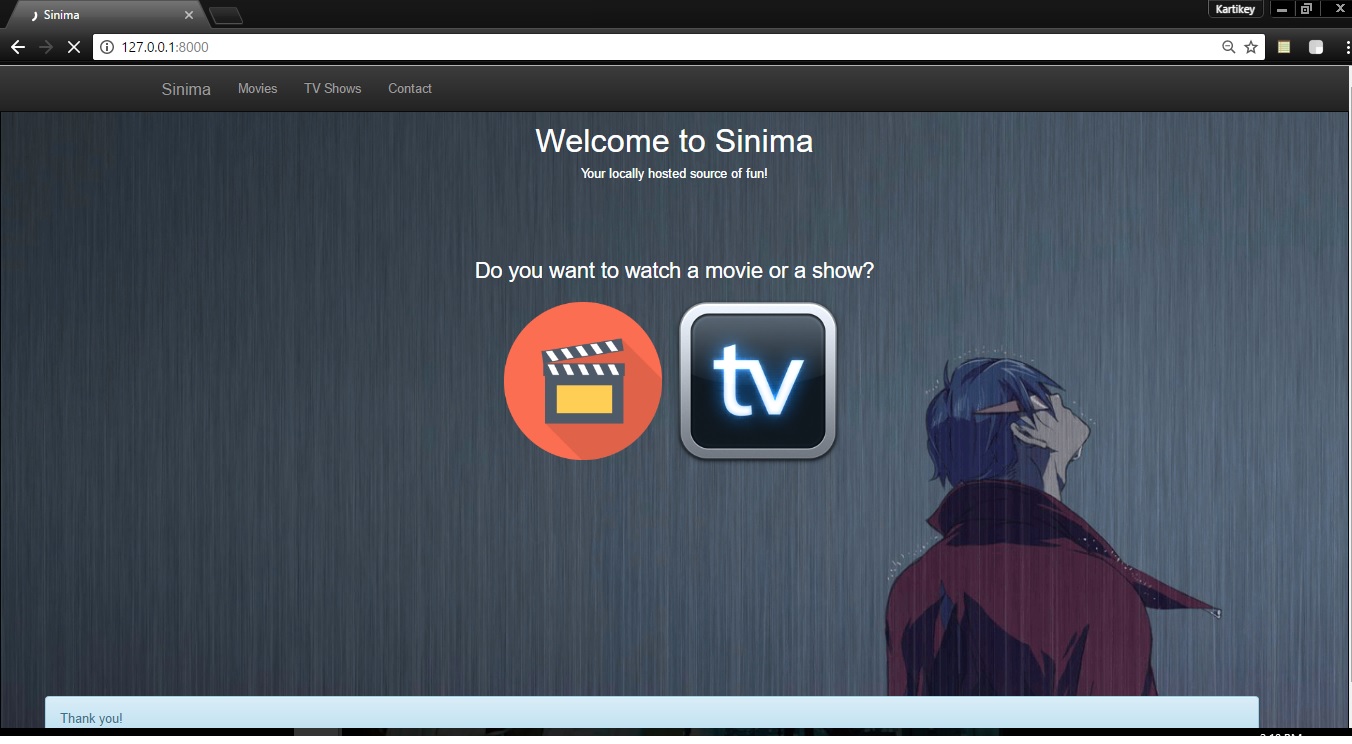 Sinima
Kartikey
127.0.0.1:8000
Sinima Movies TV Shows Contact
Welcome to Sinima
Your locally hosted source of fun!
Do you want to watch a movie or a show?
tv
Thank you!